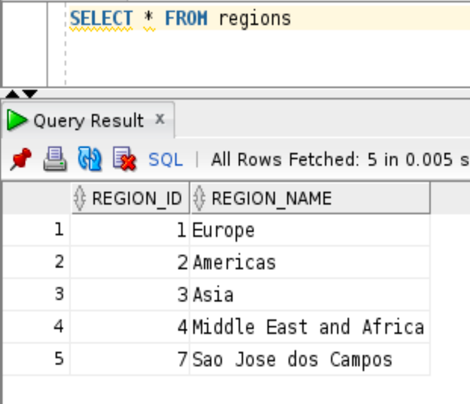 SELECT * FROM regions
Query Result x
SQL | All Rows Fetched: 5 in 0.005 s
REGION_ID REGION_NAME
1 1 Europe
2 2 Americas
3 3 Asia
4 4 Middle East and Africa
5 7 Sao Jose dos Campos